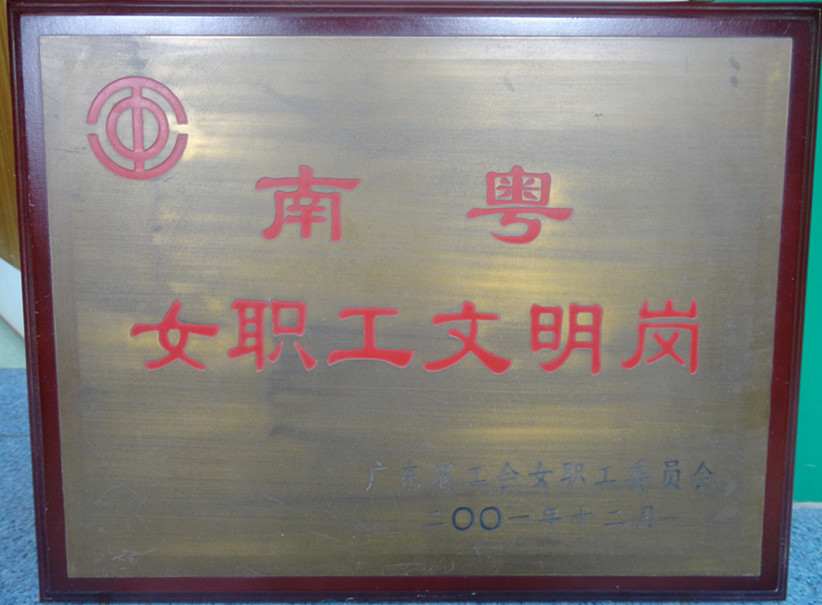 南粤
女职工文明岗
广东省工会女职工委员会
二〇〇一年十二月